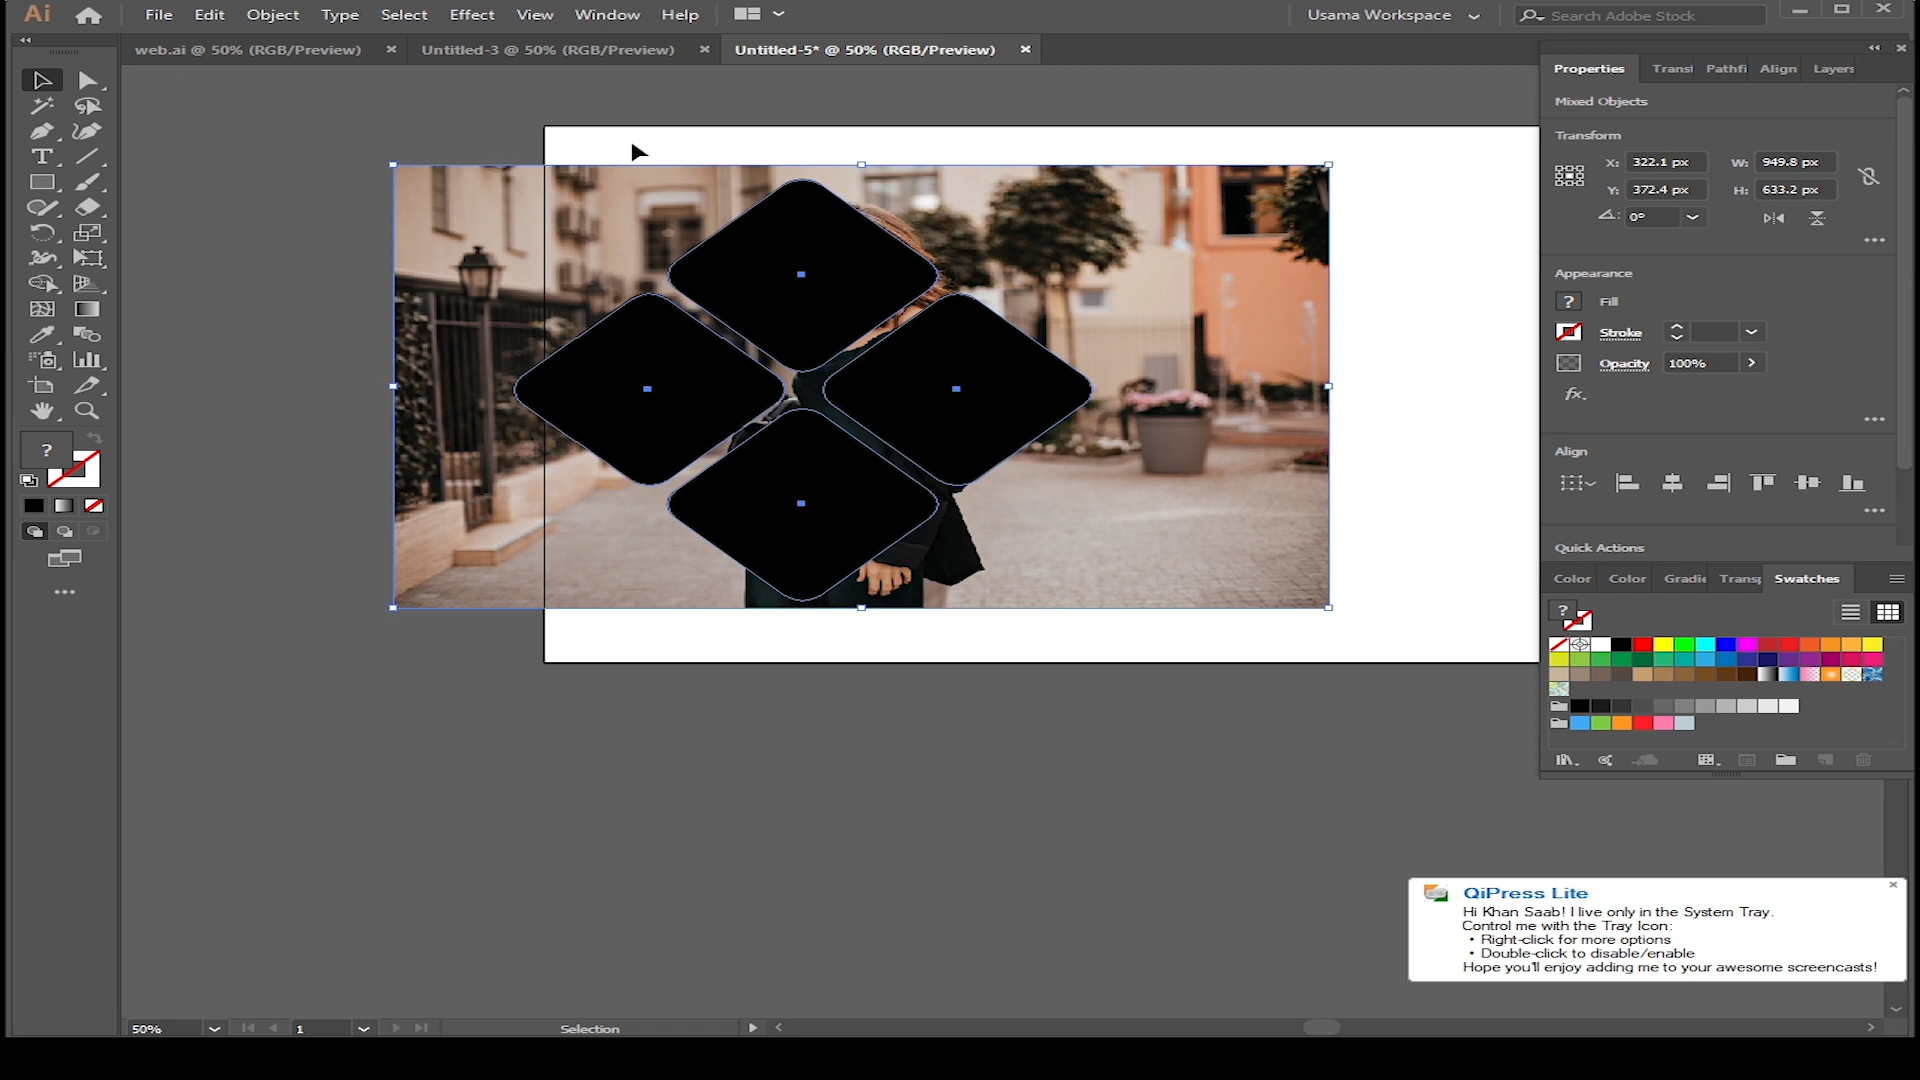 Ai File Edit Object Type Select Effect View Window Help Usama Workspace Search Adobe Stock
web.ai @ 50% (RGB/Preview) Untitled-3 @ 50% (RGB/Preview) Untitled-5* @ 50% (RGB/Preview)
Properties Transf Pathfi Align Layers
Mixed Objects
Transform
X: 322.1 px W: 949.8 px
Y: 372.4 px H: 633.2 px
0°
Appearance
? Fill
Stroke
Opacity 100%
fx.
Align
?
Quick Actions
Color Color Gradie Transp Swatches
?
QiPress Lite
Hi Khan Saab! I live only in the System Tray.
Control me with the Tray Icon:
• Right-click for more options
• Double-click to disable/enable
Hope you'll enjoy adding me to your awesome screencasts!
50% 1 Selection